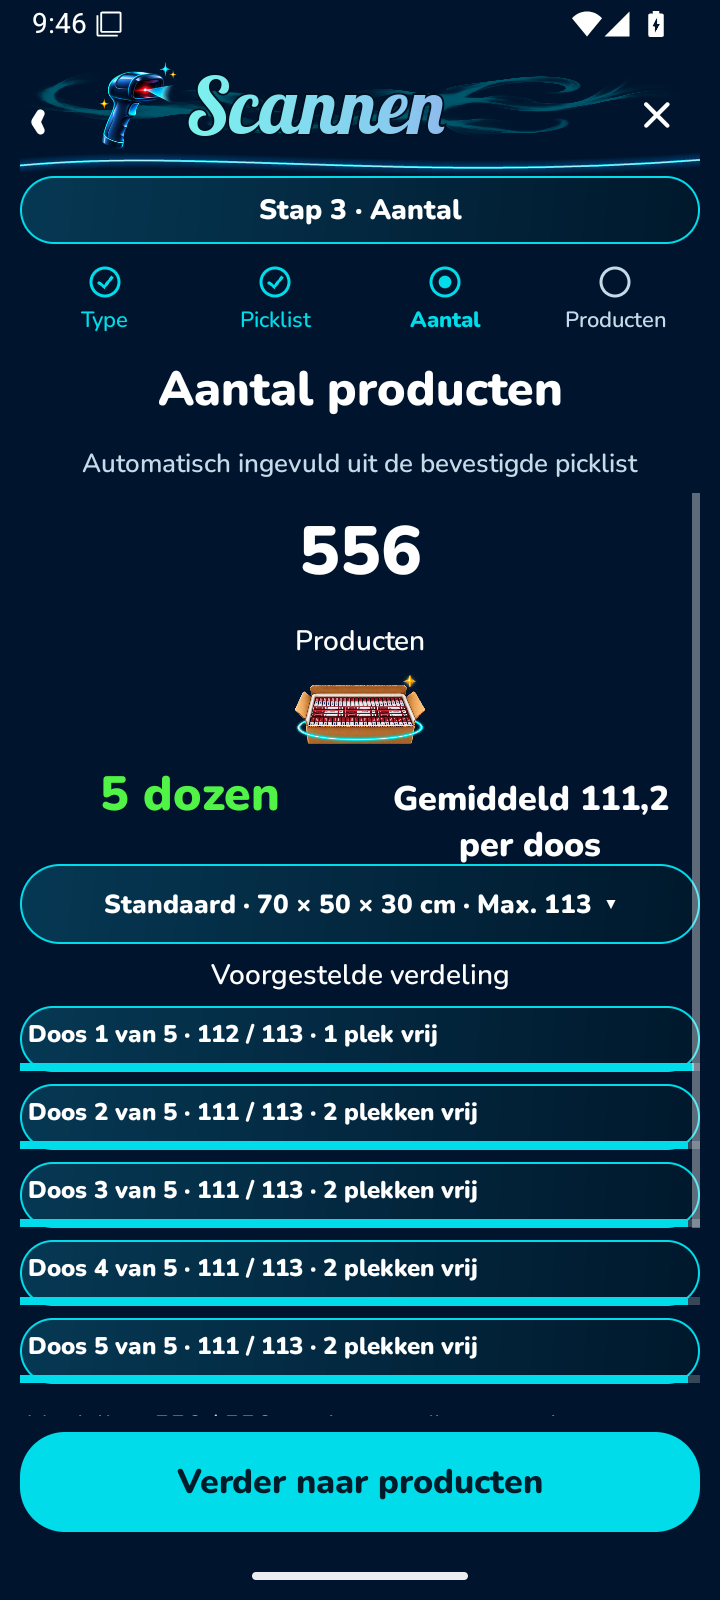 9:46
Scannen
Stap 3 · Aantal
Type
Picklist
Aantal
Producten
Aantal producten
Automatisch ingevuld uit de bevestigde picklist
556
Producten
5 dozen
Gemiddeld 111,2
per doos
Standaard · 70 × 50 × 30 cm · Max. 113 ▼
Voorgestelde verdeling
Doos 1 van 5 · 112 / 113 · 1 plek vrij
Doos 2 van 5 · 111 / 113 · 2 plekken vrij
Doos 3 van 5 · 111 / 113 · 2 plekken vrij
Doos 4 van 5 · 111 / 113 · 2 plekken vrij
Doos 5 van 5 · 111 / 113 · 2 plekken vrij
Verder naar producten